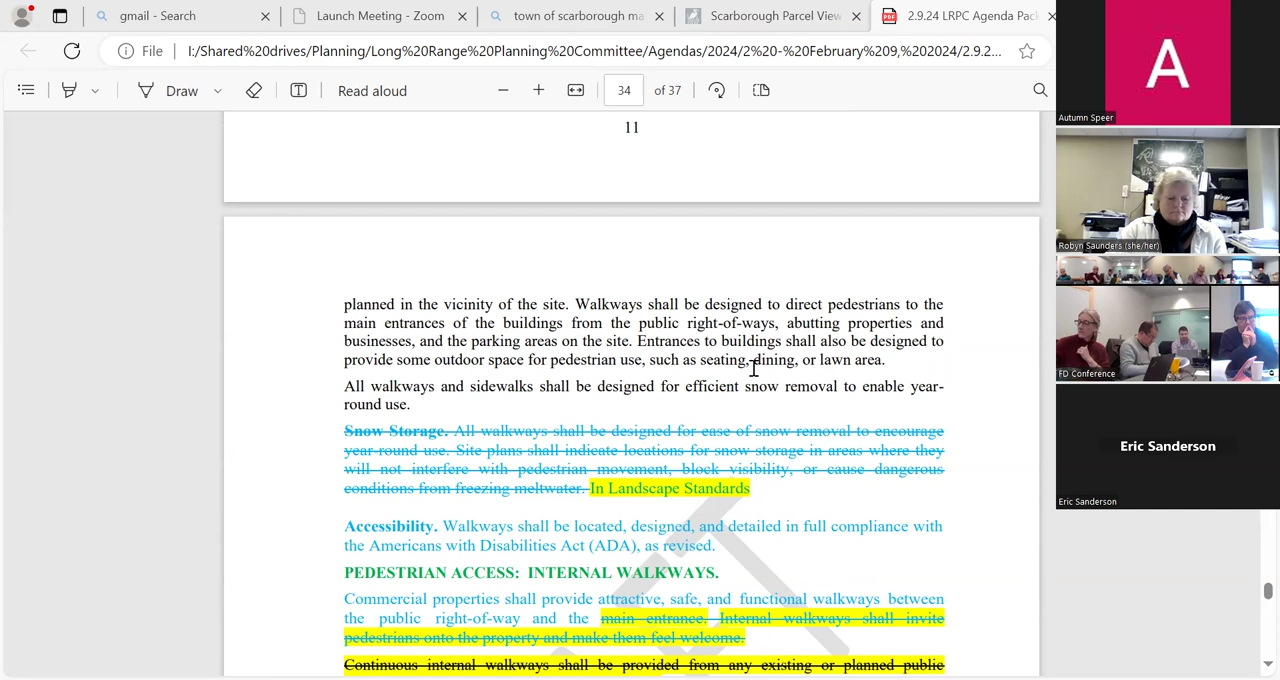 gmail - Search
Launch Meeting - Zoom
town of scarborough ma
Scarborough Parcel View
2.9.24 LRPC Agenda Pack
File
I:/Shared%20drives/Planning/Long%20Range%20Planning%20Committee/Agendas/2024/2%20-%20February%209,%202024/2.9.2...
Draw
Read aloud
34
of 37
11
planned in the vicinity of the site. Walkways shall be designed to direct pedestrians to the
main entrances of the buildings from the public right-of-ways, abutting properties and
businesses, and the parking areas on the site. Entrances to buildings shall also be designed to
provide some outdoor space for pedestrian use, such as seating, dining, or lawn area.
All walkways and sidewalks shall be designed for efficient snow removal to enable year-
round use.
Snow Storage. All walkways shall be designed for ease of snow removal to encourage
year-round use. Site plans shall indicate locations for snow storage in areas where they
will not interfere with pedestrian movement, block visibility, or cause dangerous
conditions from freezing meltwater. In Landscape Standards
Accessibility. Walkways shall be located, designed, and detailed in full compliance with
the Americans with Disabilities Act (ADA), as revised.
PEDESTRIAN ACCESS: INTERNAL WALKWAYS.
Commercial properties shall provide attractive, safe, and functional walkways between
the public right-of-way and the main entrance. Internal walkways shall invite
pedestrians onto the property and make them feel welcome.
Continuous internal walkways shall be provided from any existing or planned public
A
Autumn Speer
Robyn Saunders (she/her)
FD Conference
Eric Sanderson
Eric Sanderson